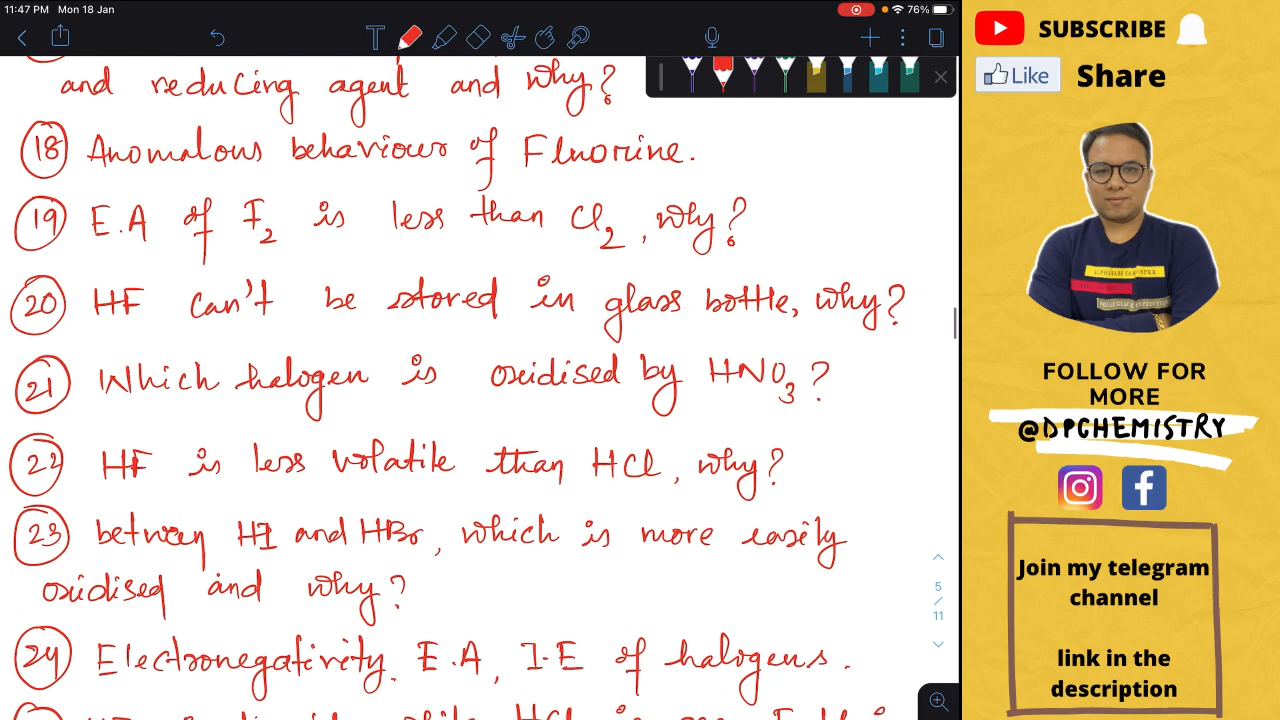 11:47 PM Mon 18 Jan
76%
and reducing agent and why?
18 Anomalous behaviour of Fluorine.
19 E.A of F2 is less than Cl2, why?
20 HF can't be stored in glass bottle, why?
21 Which halogen is oxidised by HNO3?
22 HF is less volatile than HCl, why?
23 between HI and HBr, which is more easily
oxidised and why?
24 Electronegativity, E.A, I.E of halogens.
5
/
11
SUBSCRIBE
Like Share
FOLLOW FOR
MORE
@DPCHEMISTRY
Join my telegram
channel
link in the
description